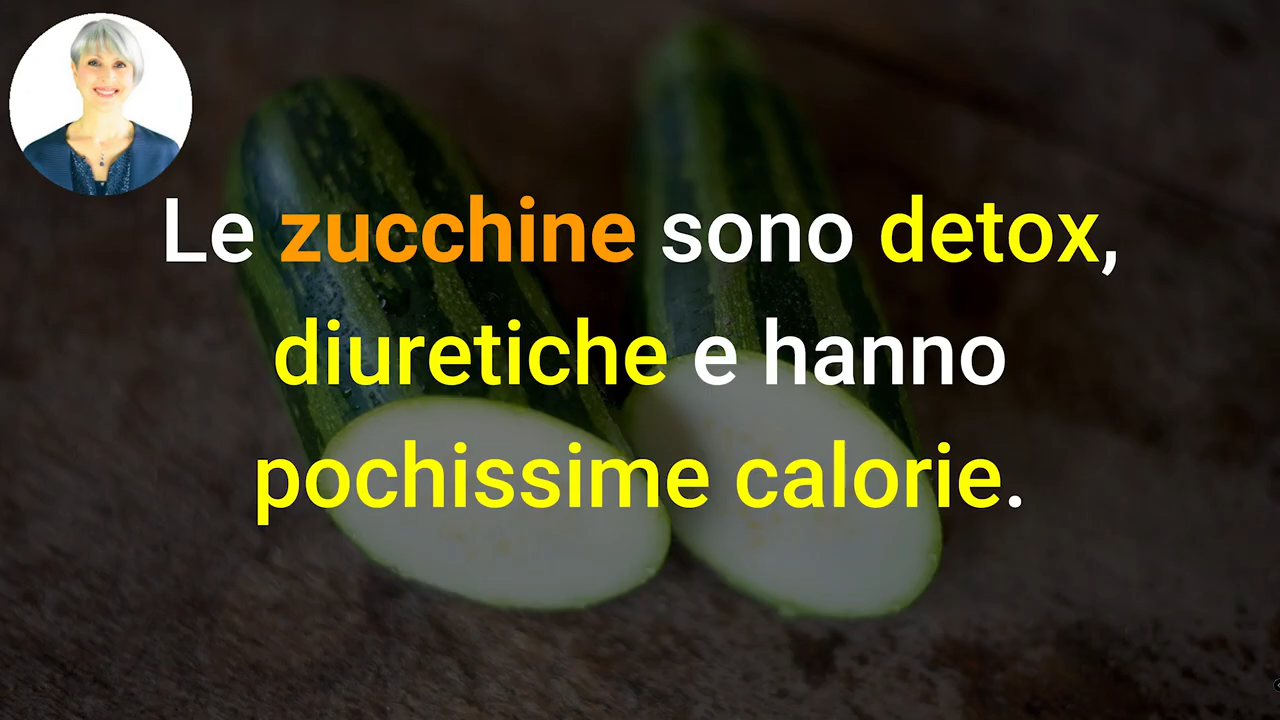 Le zucchine sono detox,
diuretiche e hanno
pochissime calorie.